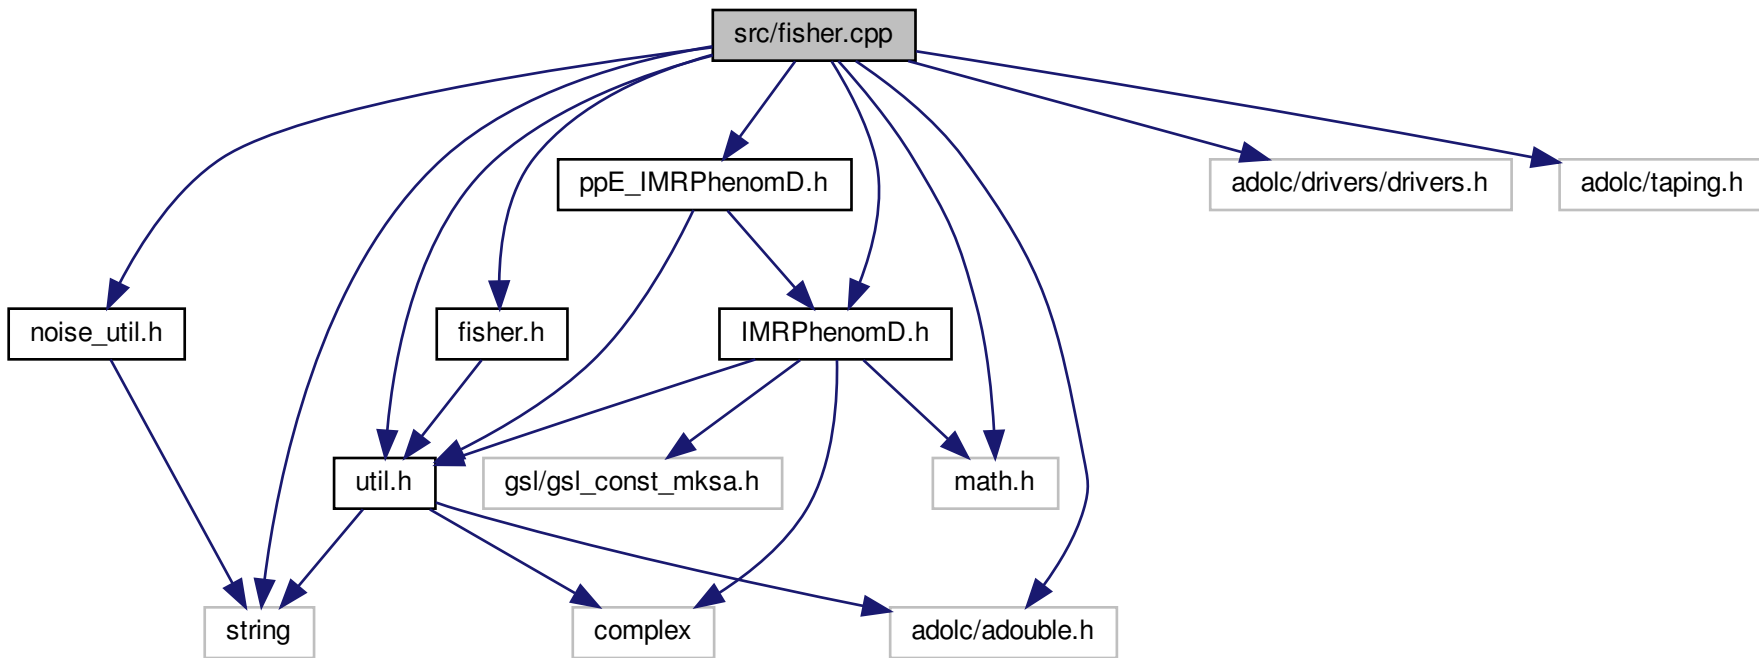 src/fisher.cpp
ppE_IMRPhenomD.h
adolc/drivers/drivers.h
adolc/taping.h
noise_util.h
fisher.h
IMRPhenomD.h
util.h
gsl/gsl_const_mksa.h
math.h
string
complex
adolc/adouble.h